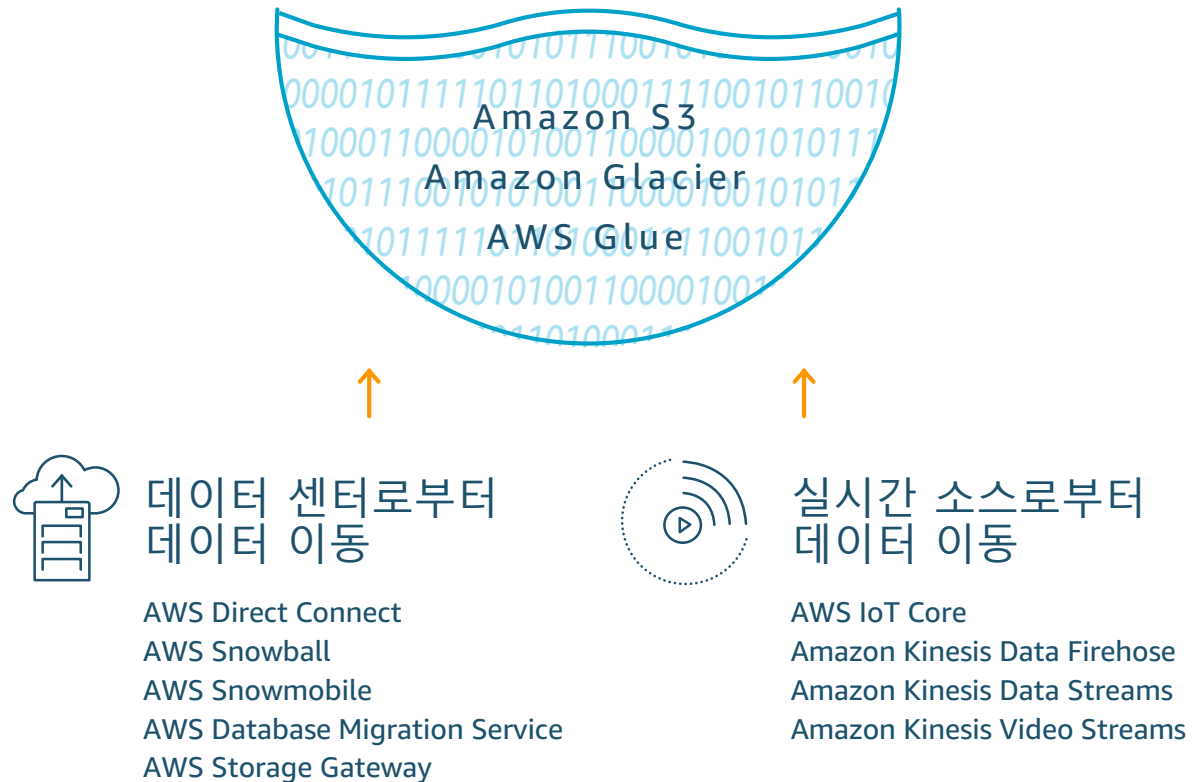 Amazon S3
Amazon Glacier
AWS Glue
데이터 센터로부터
데이터 이동
AWS Direct Connect
AWS Snowball
AWS Snowmobile
AWS Database Migration Service
AWS Storage Gateway
실시간 소스로부터
데이터 이동
AWS IoT Core
Amazon Kinesis Data Firehose
Amazon Kinesis Data Streams
Amazon Kinesis Video Streams